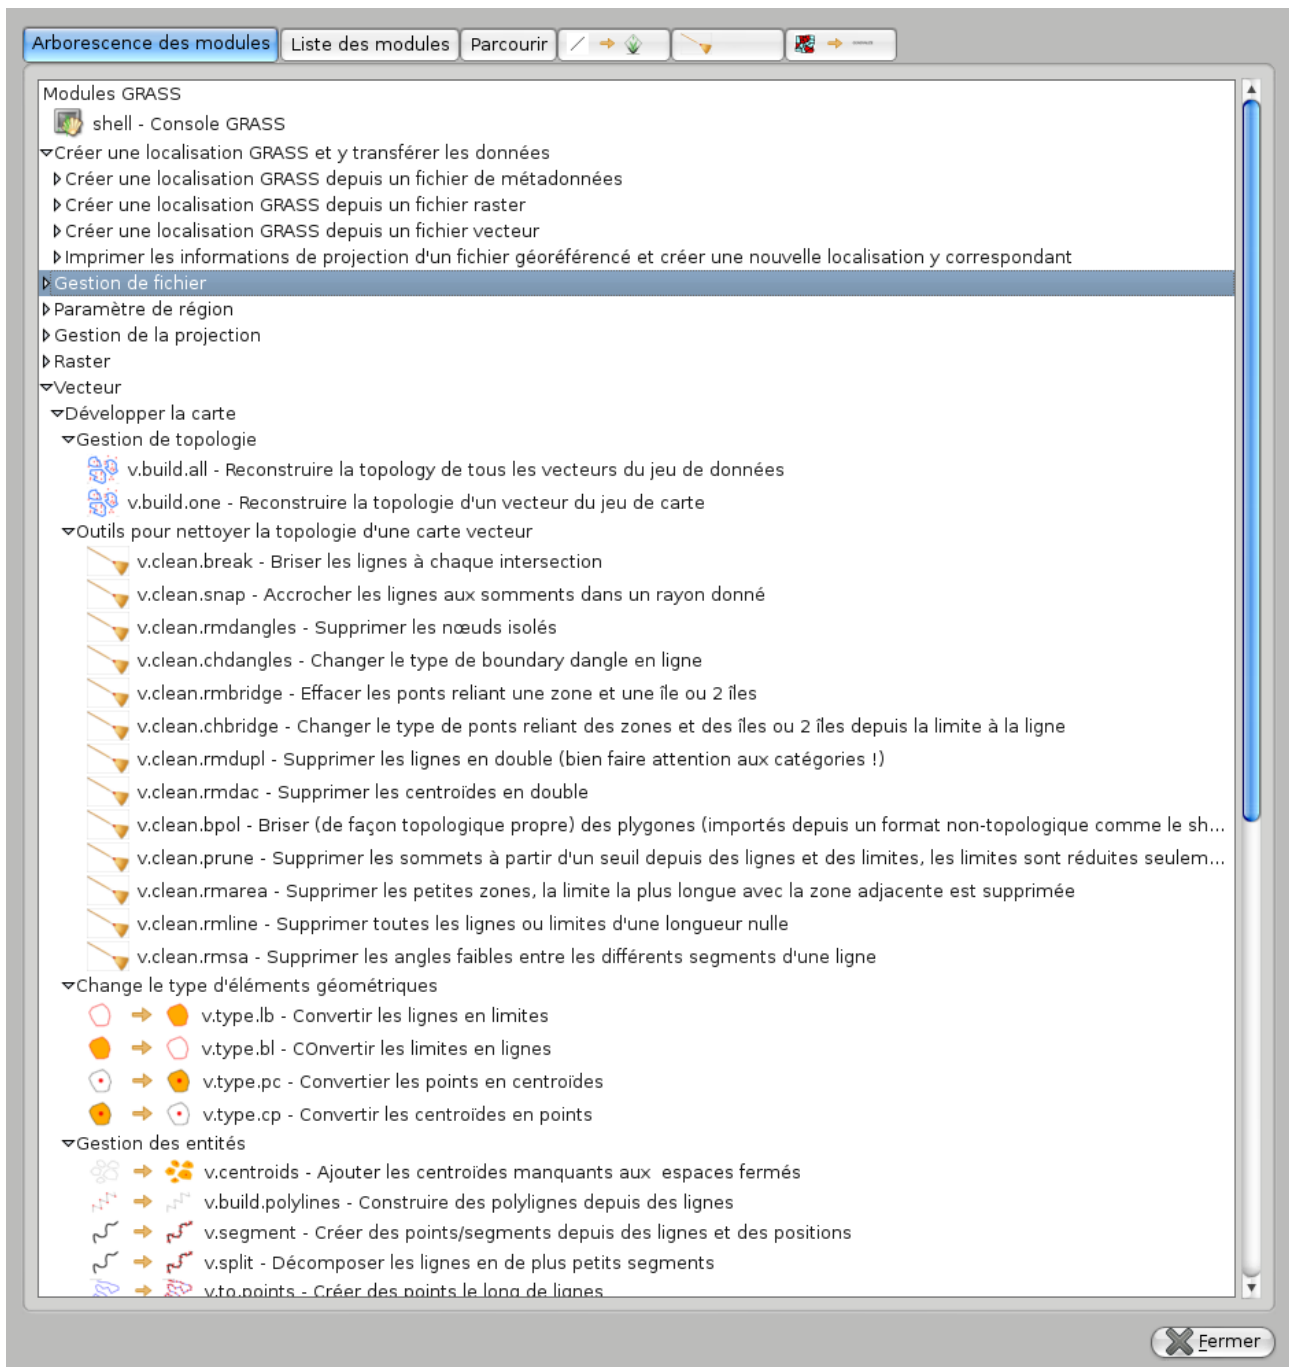 Arborescence des modules
Liste des modules
Parcourir
Modules GRASS
shell - Console GRASS
Créer une localisation GRASS et y transférer les données
Créer une localisation GRASS depuis un fichier de métadonnées
Créer une localisation GRASS depuis un fichier raster
Créer une localisation GRASS depuis un fichier vecteur
Imprimer les informations de projection d'un fichier géoréférencé et créer une nouvelle localisation y correspondant
Gestion de fichier
Paramètre de région
Gestion de la projection
Raster
Vecteur
Développer la carte
Gestion de topologie
v.build.all - Reconstruire la topology de tous les vecteurs du jeu de données
v.build.one - Reconstruire la topologie d'un vecteur du jeu de carte
Outils pour nettoyer la topologie d'une carte vecteur
v.clean.break - Briser les lignes à chaque intersection
v.clean.snap - Accrocher les lignes aux somments dans un rayon donné
v.clean.rmdangles - Supprimer les nœuds isolés
v.clean.chdangles - Changer le type de boundary dangle en ligne
v.clean.rmbridge - Effacer les ponts reliant une zone et une île ou 2 îles
v.clean.chbridge - Changer le type de ponts reliant des zones et des îles ou 2 îles depuis la limite à la ligne
v.clean.rmdupl - Supprimer les lignes en double (bien faire attention aux catégories !)
v.clean.rmdac - Supprimer les centroïdes en double
v.clean.bpol - Briser (de façon topologique propre) des plygones (importés depuis un format non-topologique comme le sh...
v.clean.prune - Supprimer les sommets à partir d'un seuil depuis des lignes et des limites, les limites sont réduites seulem...
v.clean.rmarea - Supprimer les petites zones, la limite la plus longue avec la zone adjacente est supprimée
v.clean.rmline - Supprimer toutes les lignes ou limites d'une longueur nulle
v.clean.rmsa - Supprimer les angles faibles entre les différents segments d'une ligne
Change le type d'éléments géométriques
v.type.lb - Convertir les lignes en limites
v.type.bl - COnvertir les limites en lignes
v.type.pc - Convertier les points en centroïdes
v.type.cp - Convertir les centroïdes en points
Gestion des entités
v.centroids - Ajouter les centroïdes manquants aux  espaces fermés
v.build.polylines - Construire des polylignes depuis des lignes
v.segment - Créer des points/segments depuis des lignes et des positions
v.split - Décomposer les lignes en de plus petits segments
v.to.points - Créer des points le long de lignes
Fermer